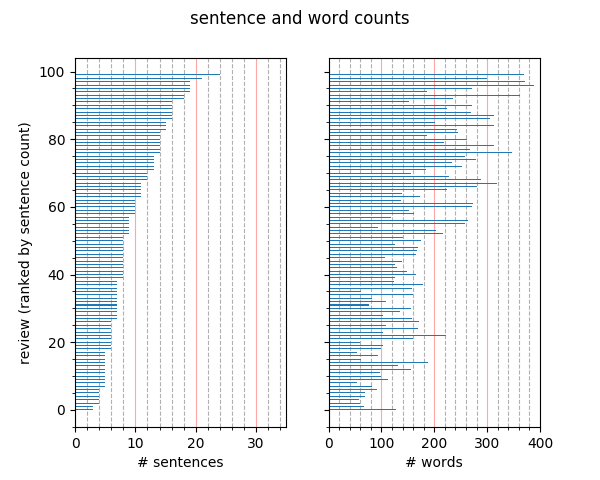 sentence and word counts
review (ranked by sentence count)
100
80
60
40
20
0
0 10 20 30
# sentences
0 100 200 300 400
# words